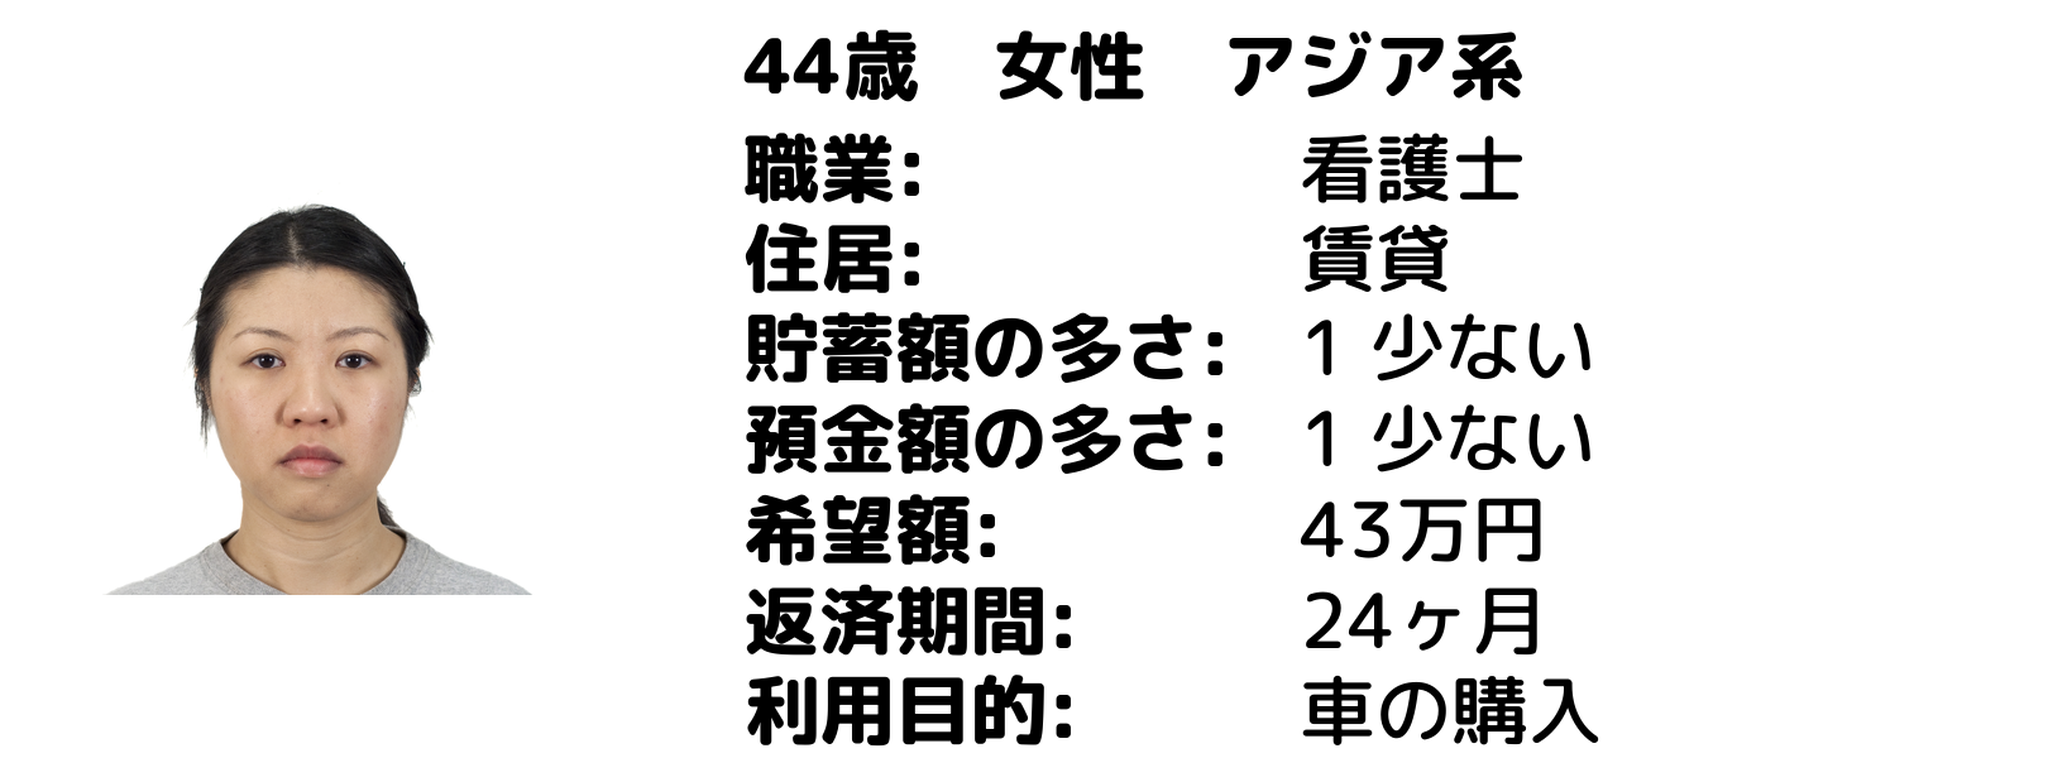 44歳　女性　アジア系
職業: 看護士
住居: 賃貸
貯蓄額の多さ: 1 少ない
預金額の多さ: 1 少ない
希望額: 43万円
返済期間: 24ヶ月
利用目的: 車の購入